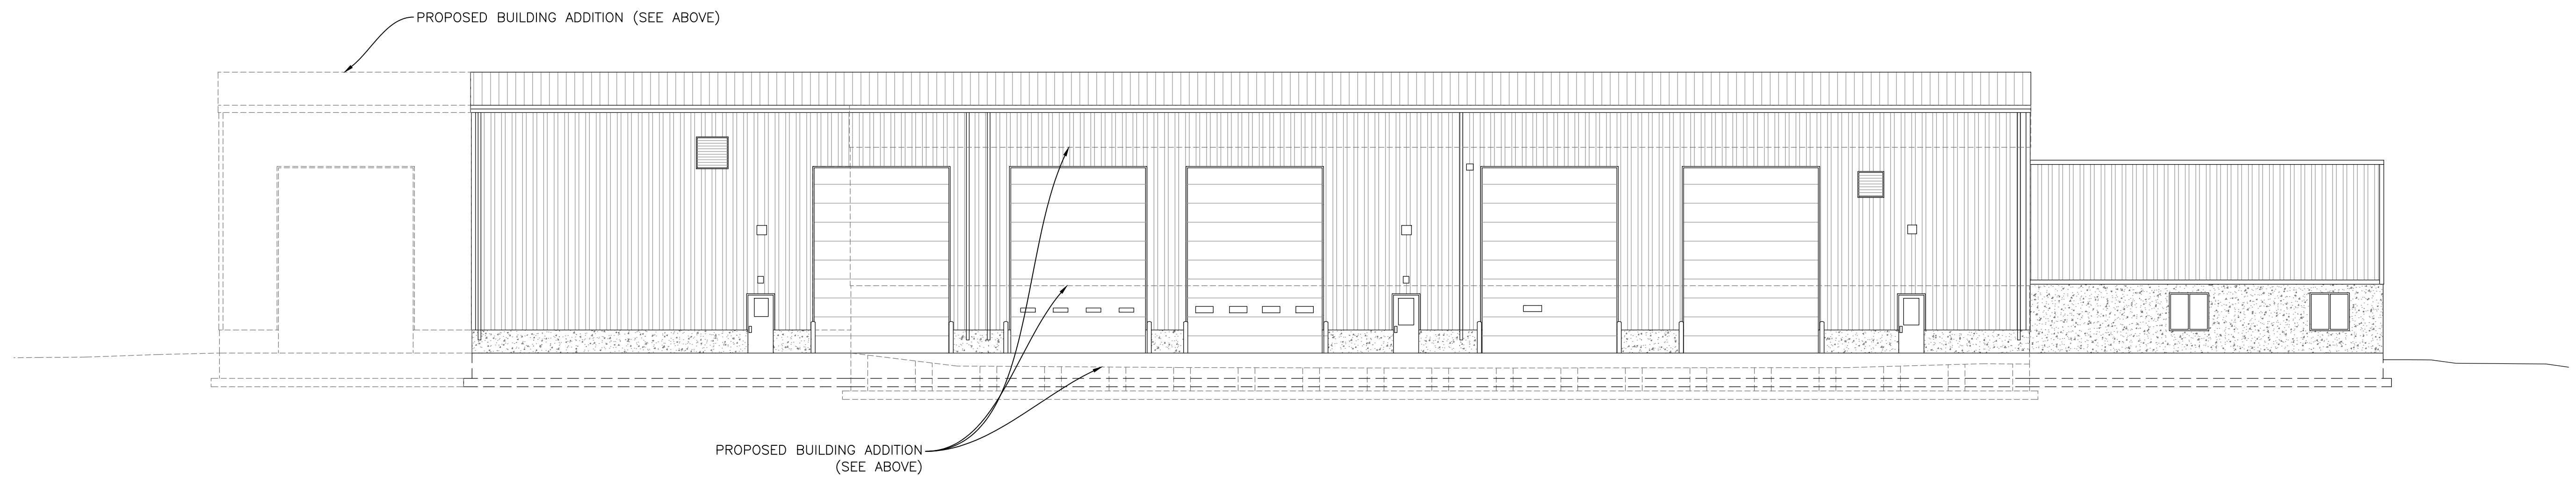 PROPOSED BUILDING ADDITION (SEE ABOVE)
PROPOSED BUILDING ADDITION
(SEE ABOVE)